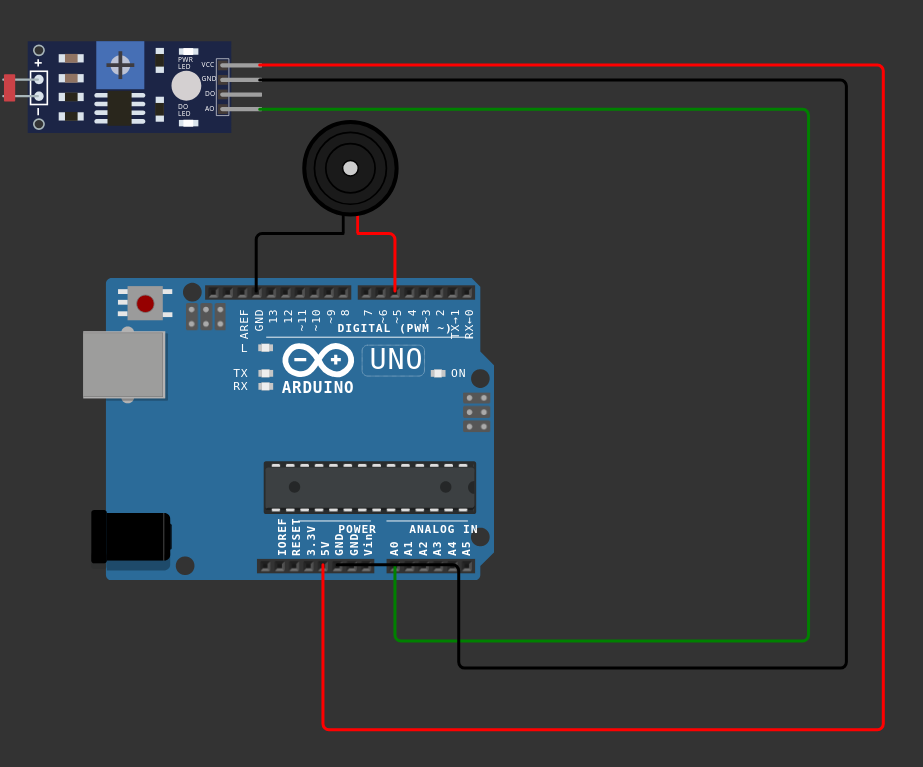 PWR
LED
VCC
GND
DO
AO
DO
LED
+
AREF
GND
13
12
~11
~10
~9
8
7
~6
~5
4
~3
2
TX→1
RX←0
DIGITAL (PWM ~)
L
UNO
TX
RX
ON
ARDUINO
IOREF
RESET
3.3V
5V
GND
GND
Vin
POWER
ANALOG IN
A0
A1
A2
A3
A4
A5